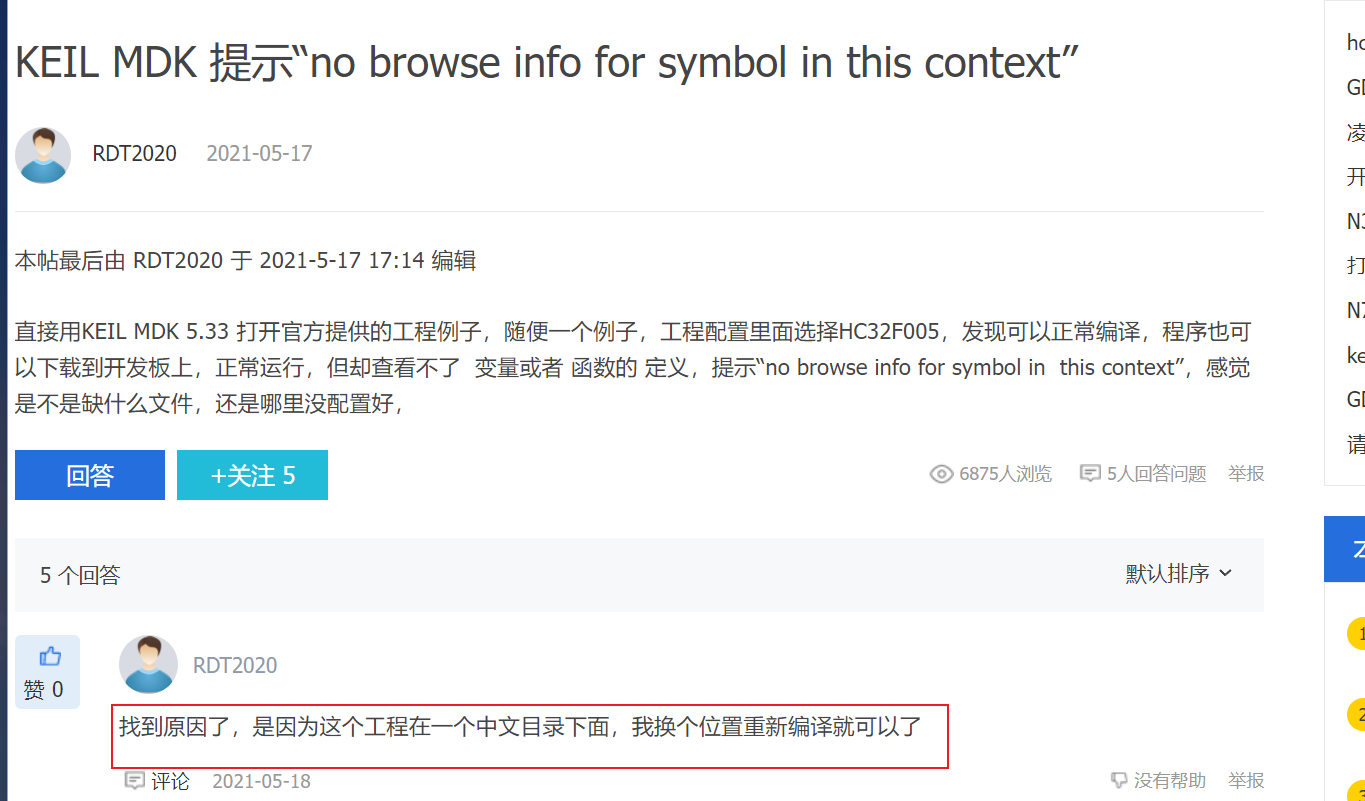 KEIL MDK 提示“no browse info for symbol in this context”
RDT2020 2021-05-17
本帖最后由 RDT2020 于 2021-5-17 17:14 编辑
直接用KEIL MDK 5.33 打开官方提供的工程例子，随便一个例子，工程配置里面选择HC32F005，发现可以正常编译，程序也可
以下载到开发板上，正常运行，但却查看不了 变量或者 函数的 定义，提示“no browse info for symbol in this context”，感觉
是不是缺什么文件，还是哪里没配置好，
回答 +关注 5 6875人浏览 5人回答问题 举报
5 个回答 默认排序
赞 0
RDT2020
找到原因了，是因为这个工程在一个中文目录下面，我换个位置重新编译就可以了
评论 2021-05-18 没有帮助 举报
凌
开
打
请
1
2